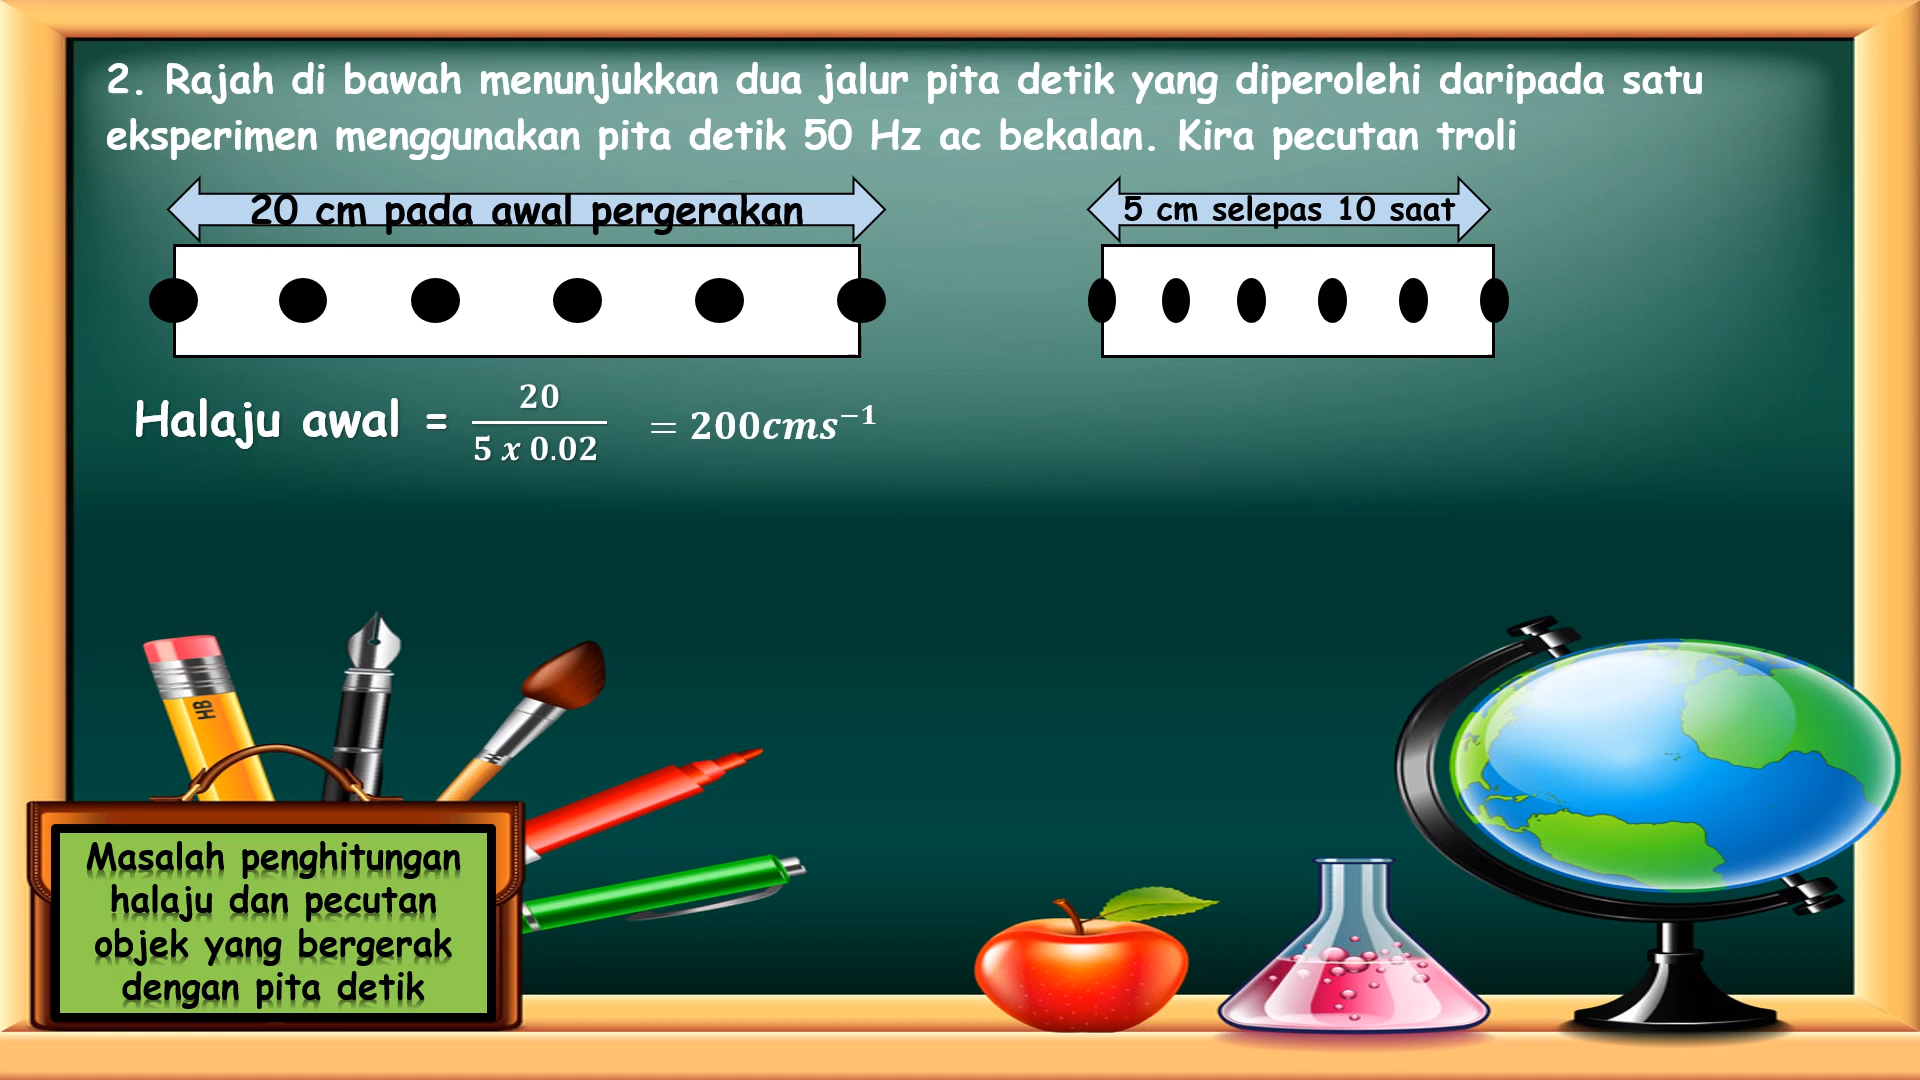 2. Rajah di bawah menunjukkan dua jalur pita detik yang diperolehi daripada satu
eksperimen menggunakan pita detik 50 Hz ac bekalan. Kira pecutan troli
20 cm pada awal pergerakan
5 cm selepas 10 saat
Halaju awal = \frac{20}{5 x 0.02} = 200cms^{-1}
HB
Masalah penghitungan
halaju dan pecutan
objek yang bergerak
dengan pita detik